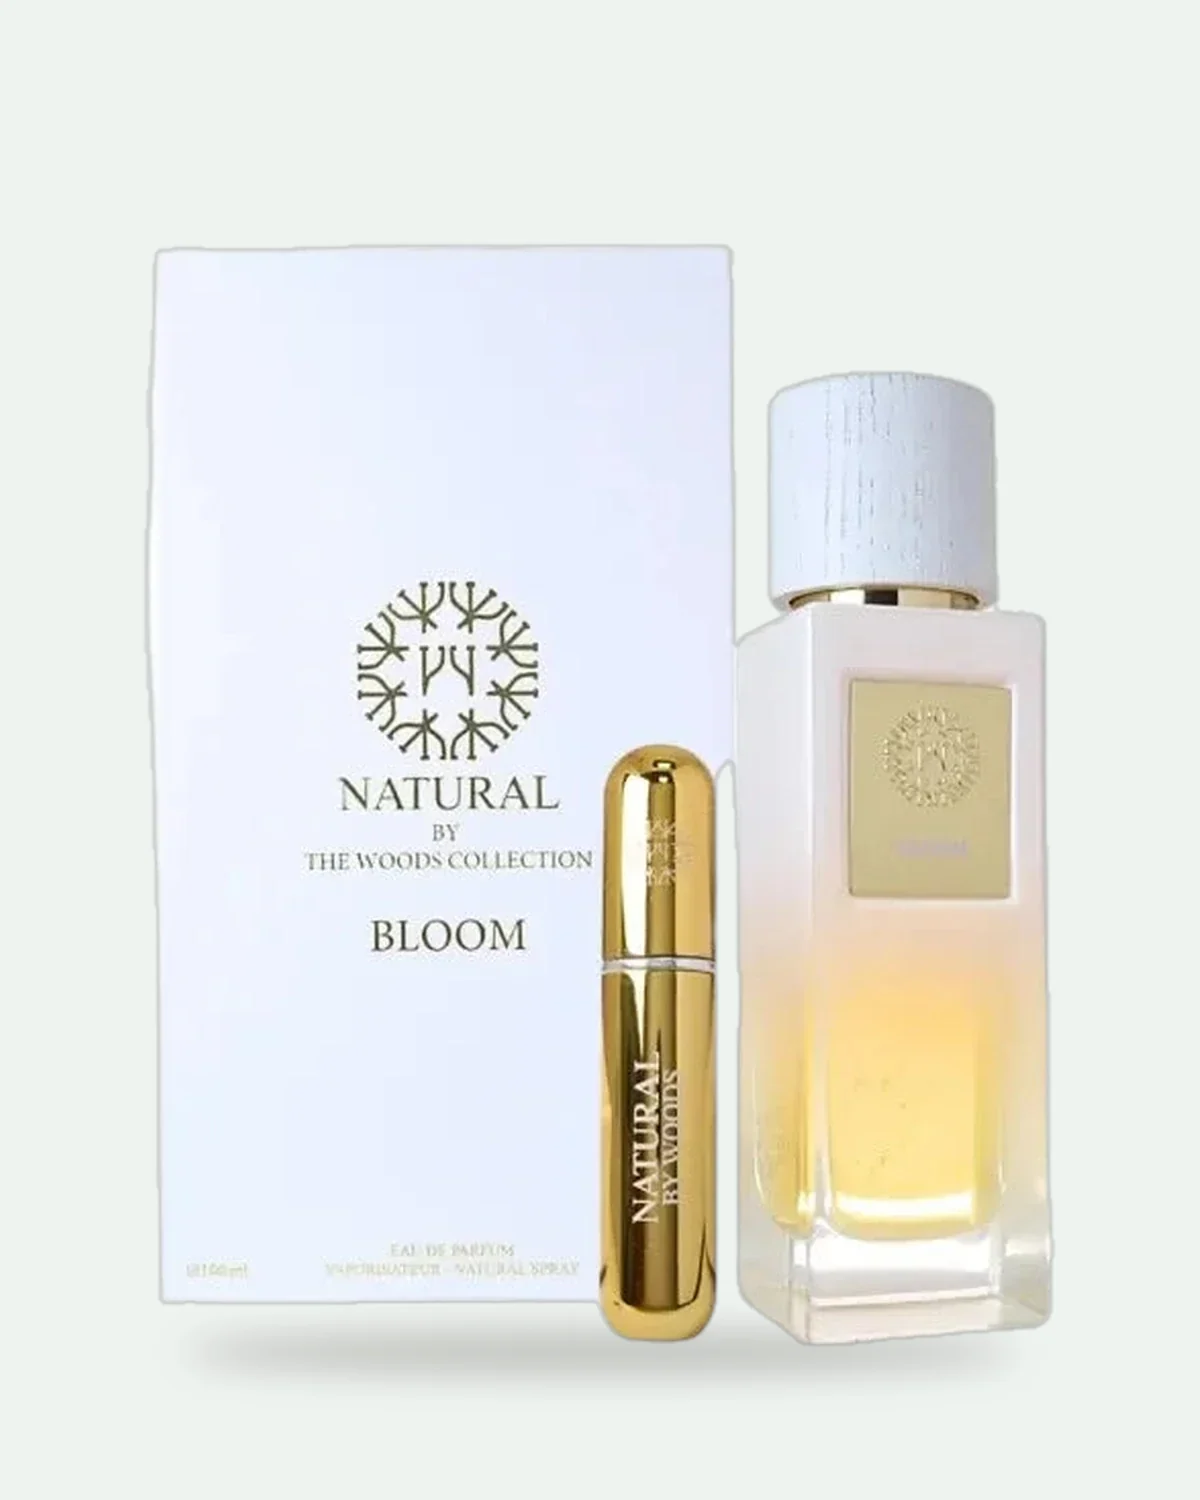 NATURAL
BY
THE WOODS COLLECTION
BLOOM
EAU DE PARFUM
VAPORISATEUR - NATURAL SPRAY
NATURAL
BY WOODS